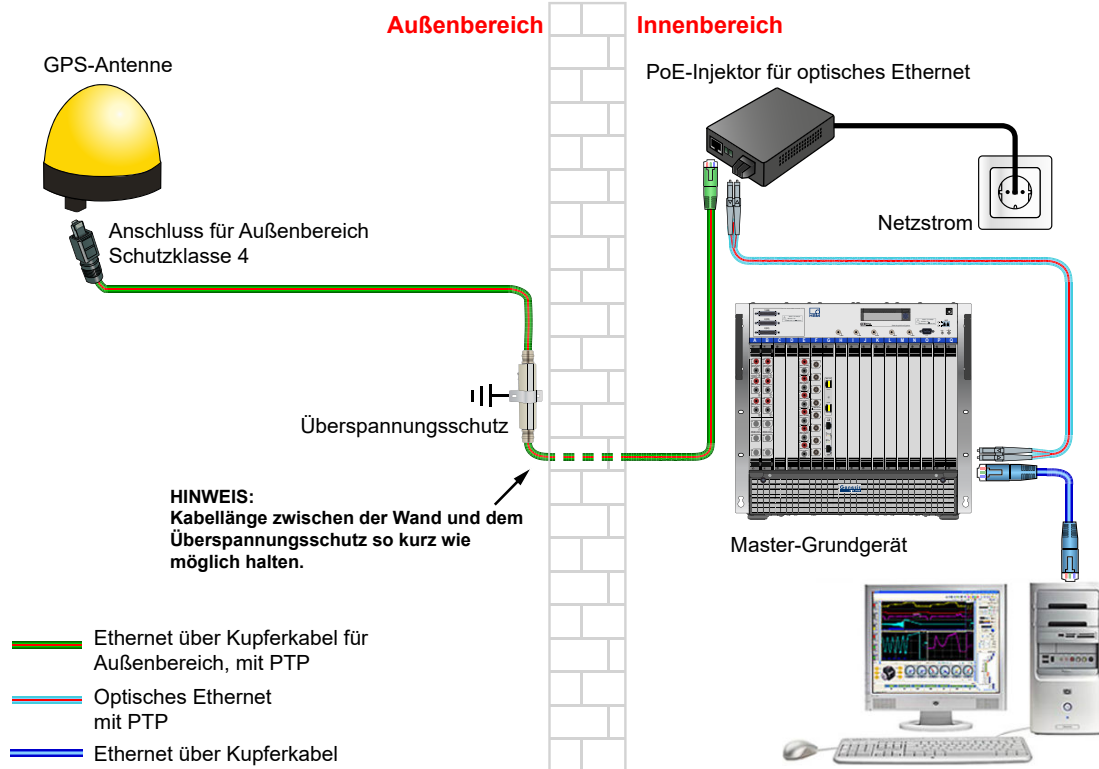 Außenbereich
Innenbereich
GPS-Antenne
PoE-Injektor für optisches Ethernet
Anschluss für Außenbereich
Schutzklasse 4
Netzstrom
Überspannungsschutz
HINWEIS:
Kabellänge zwischen der Wand und dem
Überspannungsschutz so kurz wie
möglich halten.
A B C D E F G H I J K L M N O P Q
Genesis
Master-Grundgerät
Ethernet über Kupferkabel für
Außenbereich, mit PTP
Optisches Ethernet
mit PTP
Ethernet über Kupferkabel